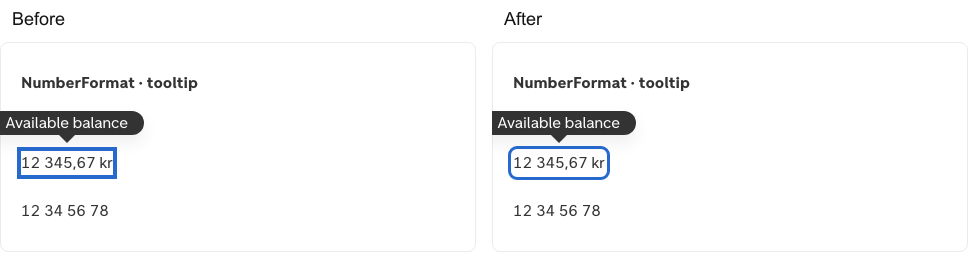 Before
NumberFormat · tooltip
Available balance
12 345,67 kr
12 34 56 78
After
NumberFormat · tooltip
Available balance
12 345,67 kr
12 34 56 78